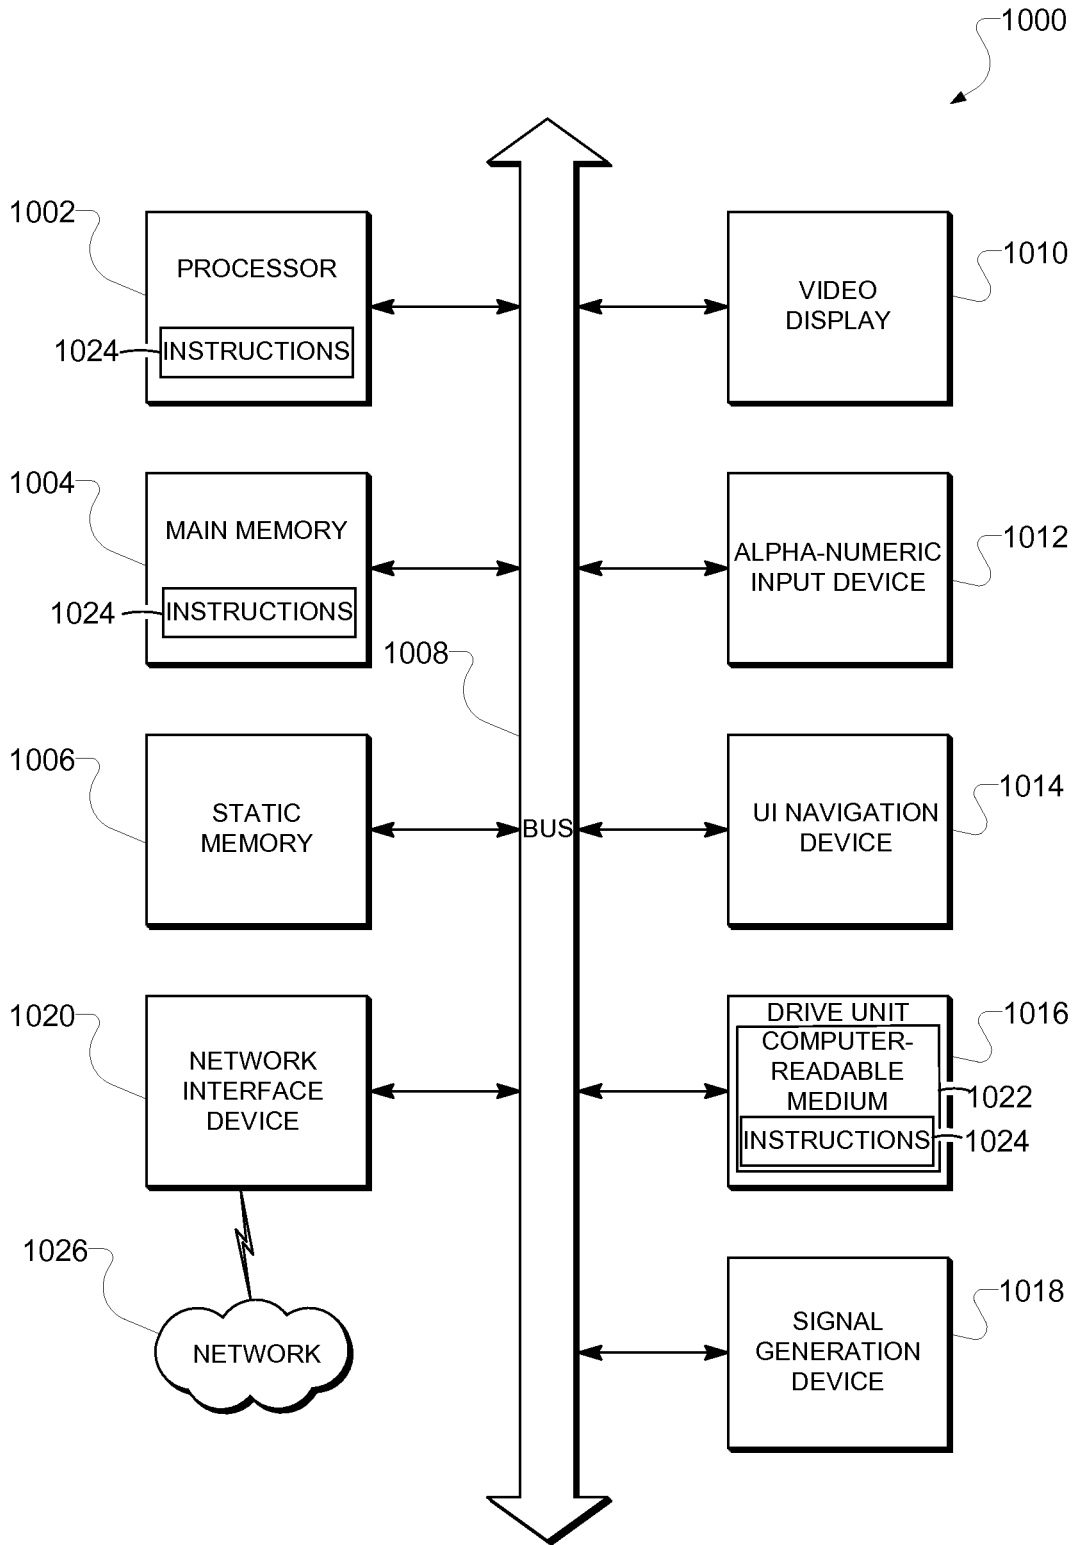 1000
1002
PROCESSOR
1024
INSTRUCTIONS
1010
VIDEO
DISPLAY
1004
MAIN MEMORY
1024
INSTRUCTIONS
1012
ALPHA-NUMERIC
INPUT DEVICE
1008
BUS
1006
STATIC
MEMORY
1014
UI NAVIGATION
DEVICE
1020
NETWORK
INTERFACE
DEVICE
1016
DRIVE UNIT
COMPUTER-
READABLE
MEDIUM
1022
INSTRUCTIONS
1024
1026
NETWORK
1018
SIGNAL
GENERATION
DEVICE